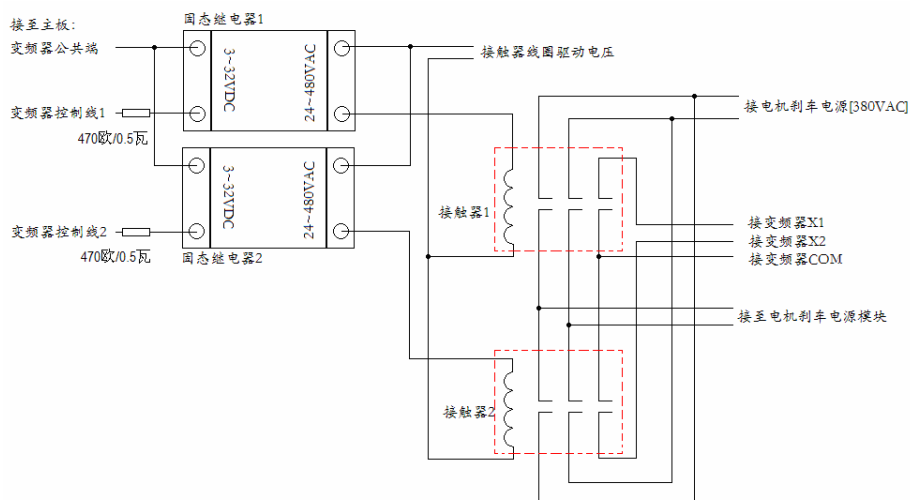 接至主板:
固态继电器1
变频器公共端
3~32VDC
24~480VAC
接触器线圈驱动电压
变频器控制线1
470欧/0.5瓦
接电机刹车电源[380VAC]
3~32VDC
24~480VAC
接触器1
变频器控制线2
470欧/0.5瓦
固态继电器2
接变频器X1
接变频器X2
接变频器COM
接至电机刹车电源模块
接触器2